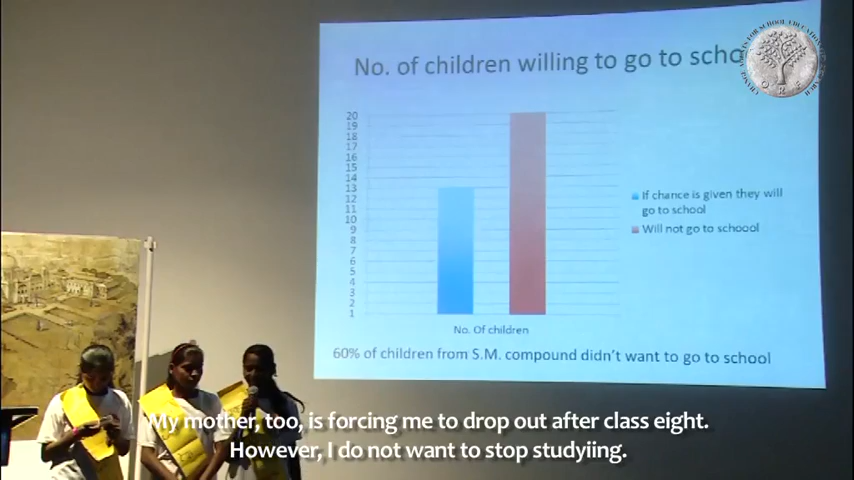 No. of children willing to go to scho
20
19
18
17
16
15
14
13
12
11
10
9
8
7
6
5
4
3
2
1
No. Of children
If chance is given they will
go to school
Will not go to schoool
60% of children from S.M. compound didn't want to go to school
My mother, too, is forcing me to drop out after class eight.
However, I do not want to stop studyiing.